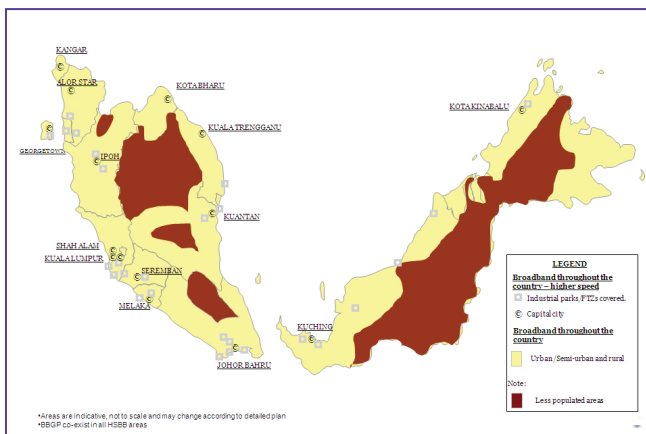 KANGAR
ALOR STAR
KOTA BHARU
KOTA KINABALU
KUALA TRENGGANU
GEORGETOWN
IPOH
KUANTAN
SHAH ALAM
KUALA LUMPUR
SEREMBAN
MELAKA
KUCHING
JOHOR BAHRU
LEGEND
Broadband throughout the
country – higher speed
Industrial parks/FTZs covered.
© Capital city
Broadband throughout the
country
Urban/Semi-urban and rural
Note:
Less populated areas
•Areas are indicative, not to scale and may change according to detailed plan
•BBGP co-exist in all HSBB areas